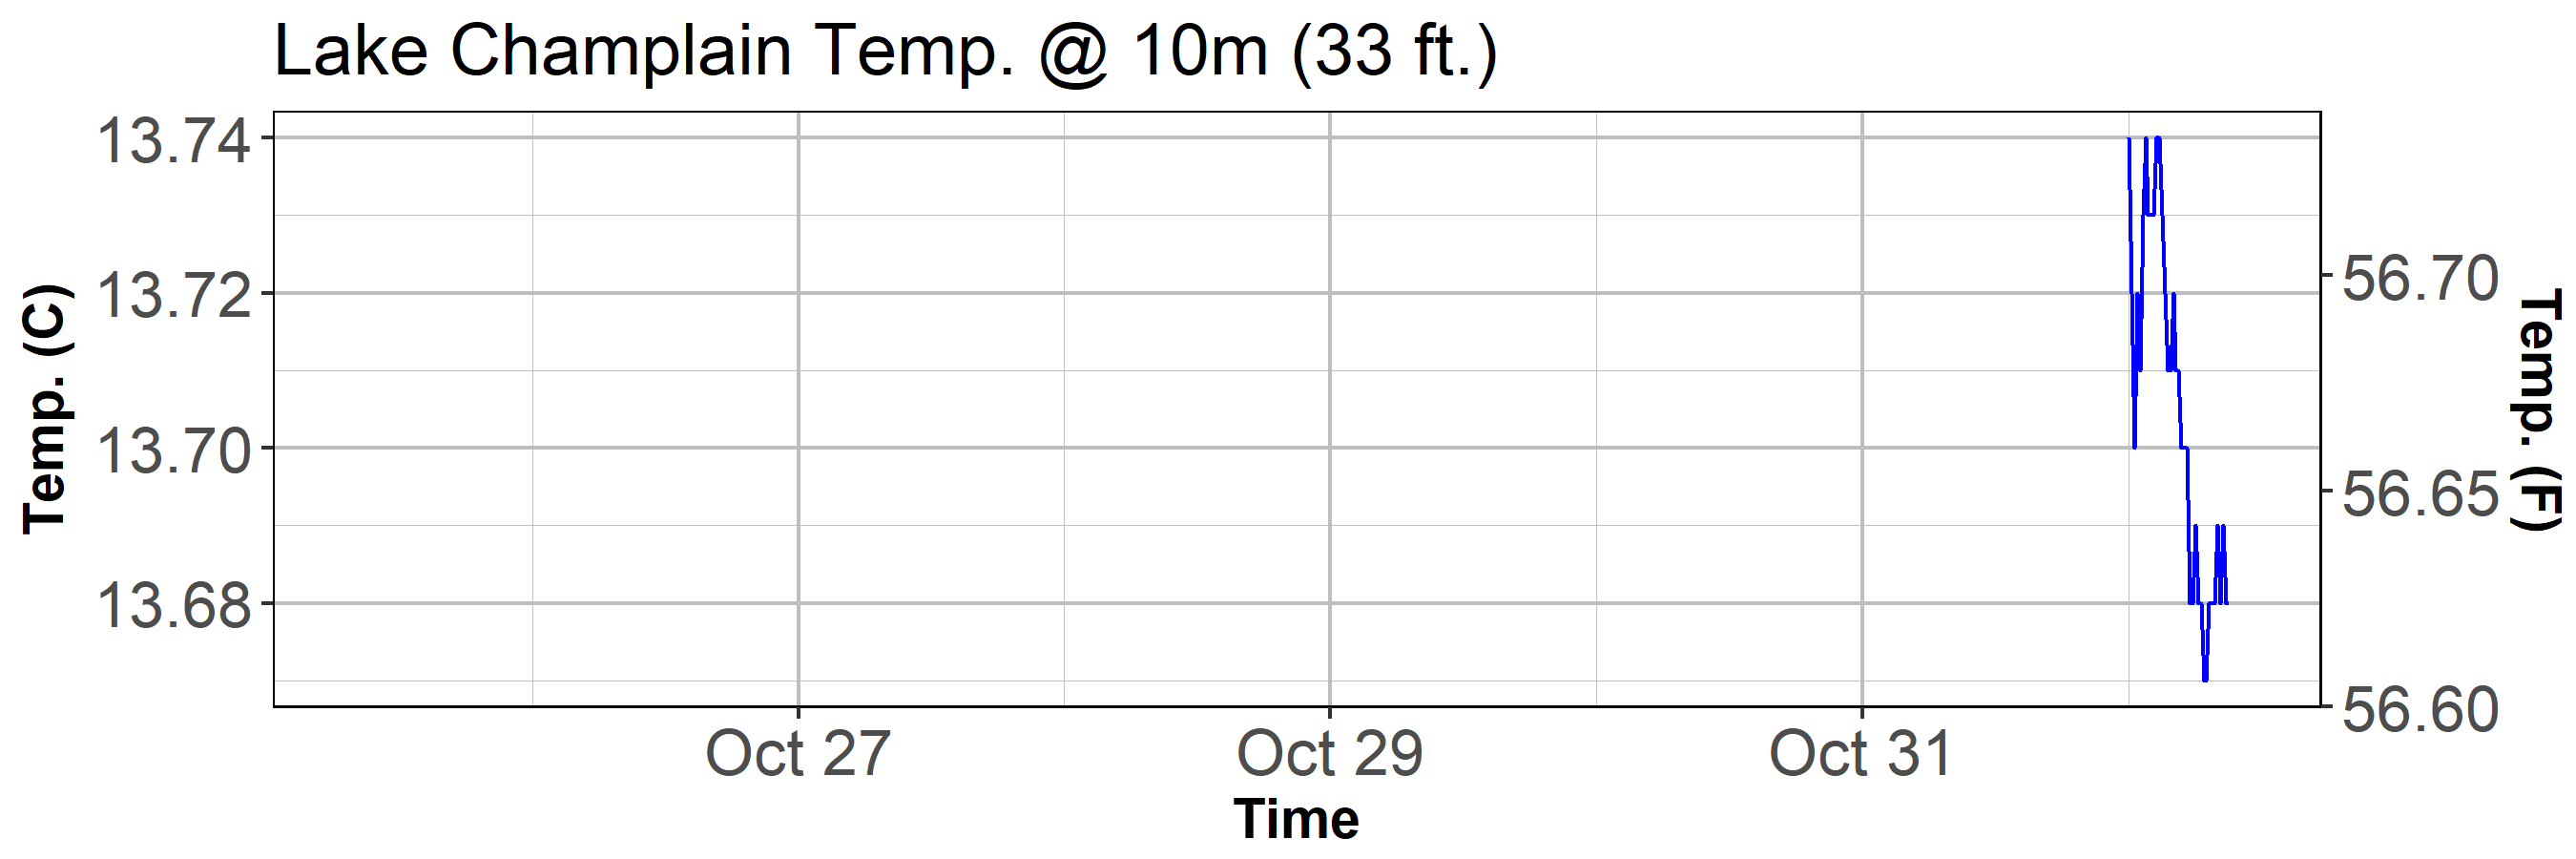 Lake Champlain Temp. @ 10m (33 ft.)
13.74
13.72
13.70
13.68
Temp. (C)
56.70
56.65
56.60
Temp. (F)
Oct 27
Oct 29
Oct 31
Time